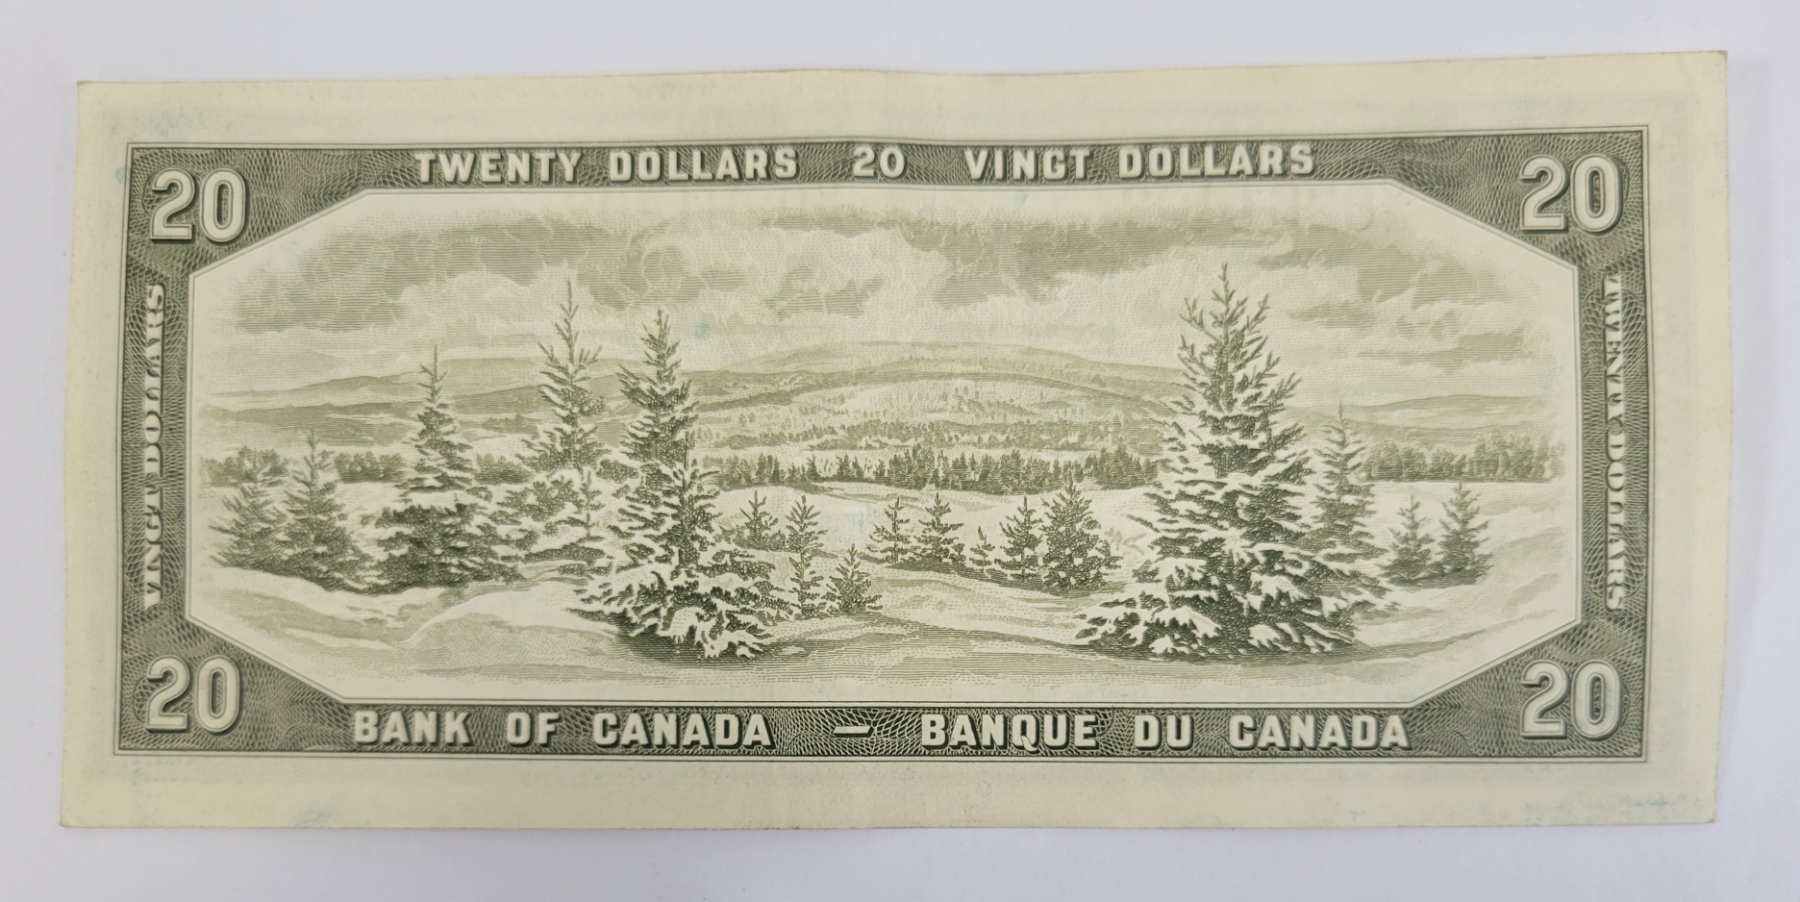 TWENTY DOLLARS 20 VINGT DOLLARS
20
20
VINGT DOLLARS
TWENTY DOLLARS
20
20
BANK OF CANADA — BANQUE DU CANADA